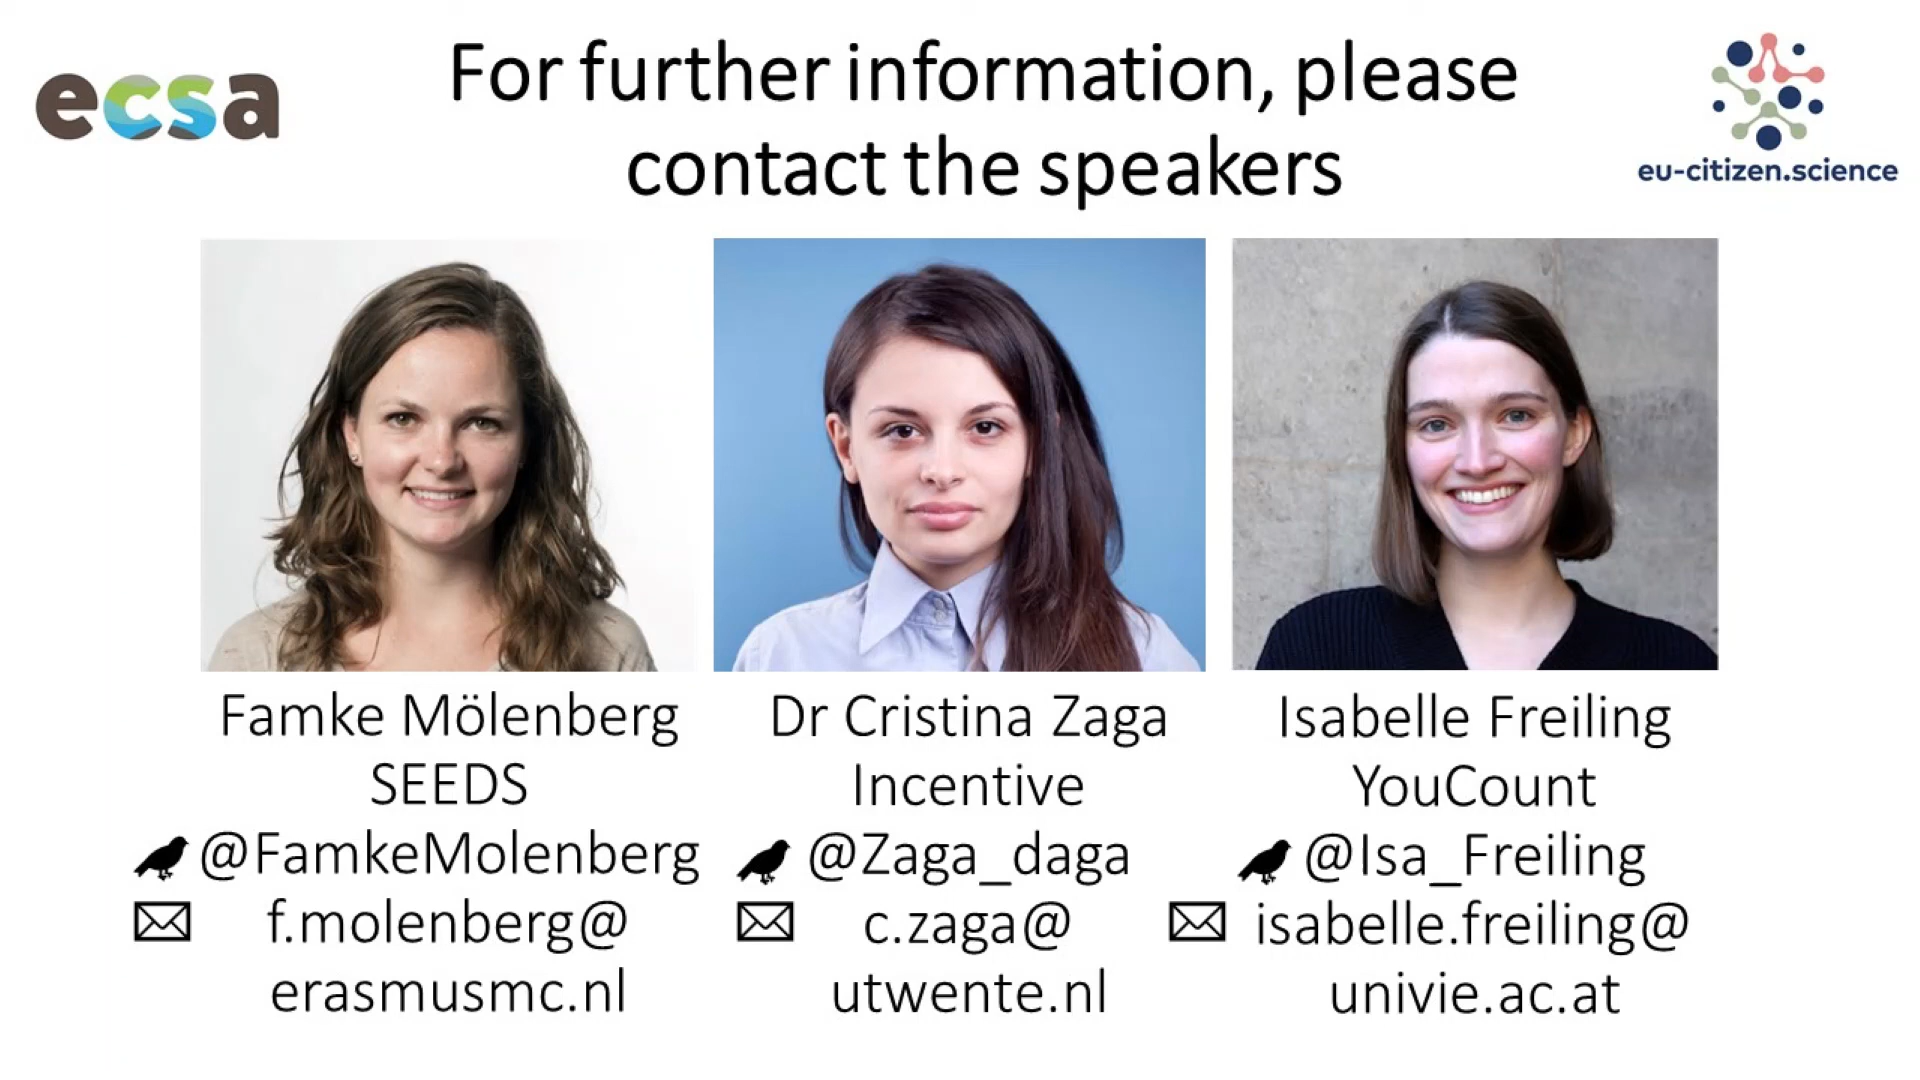 ecsa
For further information, please
contact the speakers
eu-citizen.science
Famke Mölenberg
SEEDS
@FamkeMolenberg
f.molenberg@
erasmusmc.nl
Dr Cristina Zaga
Incentive
@Zaga_daga
c.zaga@
utwente.nl
Isabelle Freiling
YouCount
@Isa_Freiling
isabelle.freiling@
univie.ac.at